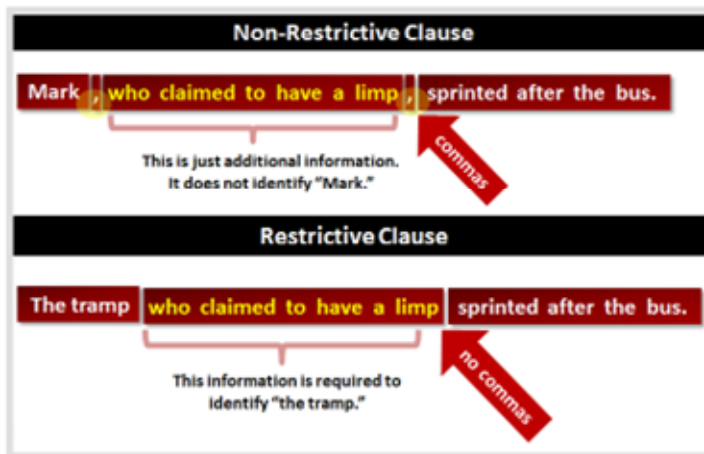 Non-Restrictive Clause
Mark , who claimed to have a limp , sprinted after the bus.
This is just additional information.
It does not identify “Mark.”
commas
Restrictive Clause
The tramp who claimed to have a limp sprinted after the bus.
This information is required to
identify “the tramp.”
no commas